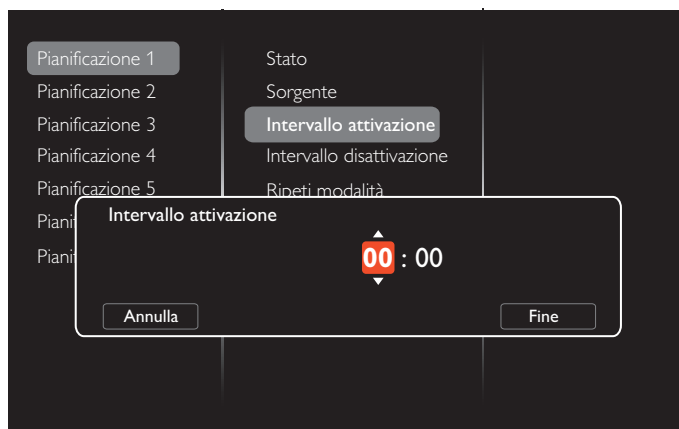 Pianificazione 1
Pianificazione 2
Pianificazione 3
Pianificazione 4
Pianificazione 5
Stato
Sorgente
Intervallo attivazione
Intervallo disattivazione
Ripeti modalità
Intervallo attivazione
00 : 00
Annulla
Fine